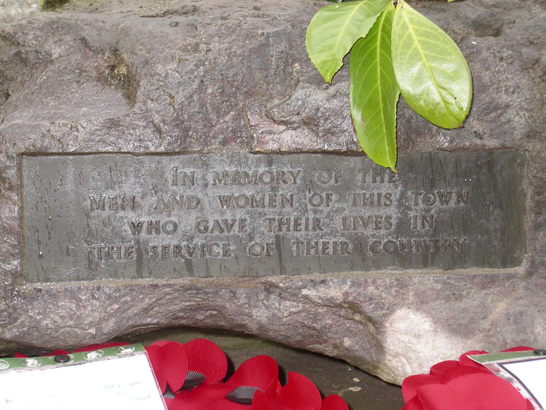 IN MEMORY OF THE
MEN AND WOMEN OF THIS TOWN
WHO GAVE THEIR LIVES IN
THE SERVICE OF THEIR COUNTRY